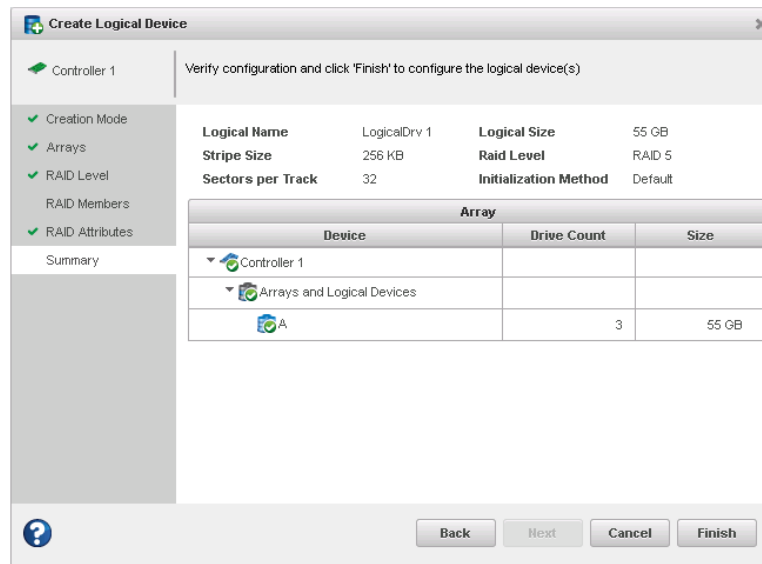 Create Logical Device
Controller 1
Verify configuration and click 'Finish' to configure the logical device(s)
Creation Mode
Arrays
RAID Level
RAID Members
RAID Attributes
Summary
Logical Name LogicalDrv 1 Logical Size 55 GB
Stripe Size 256 KB Raid Level RAID 5
Sectors per Track 32 Initialization Method Default
Array
Device Drive Count Size
Controller 1
Arrays and Logical Devices
A 3 55 GB
? Back Next Cancel Finish